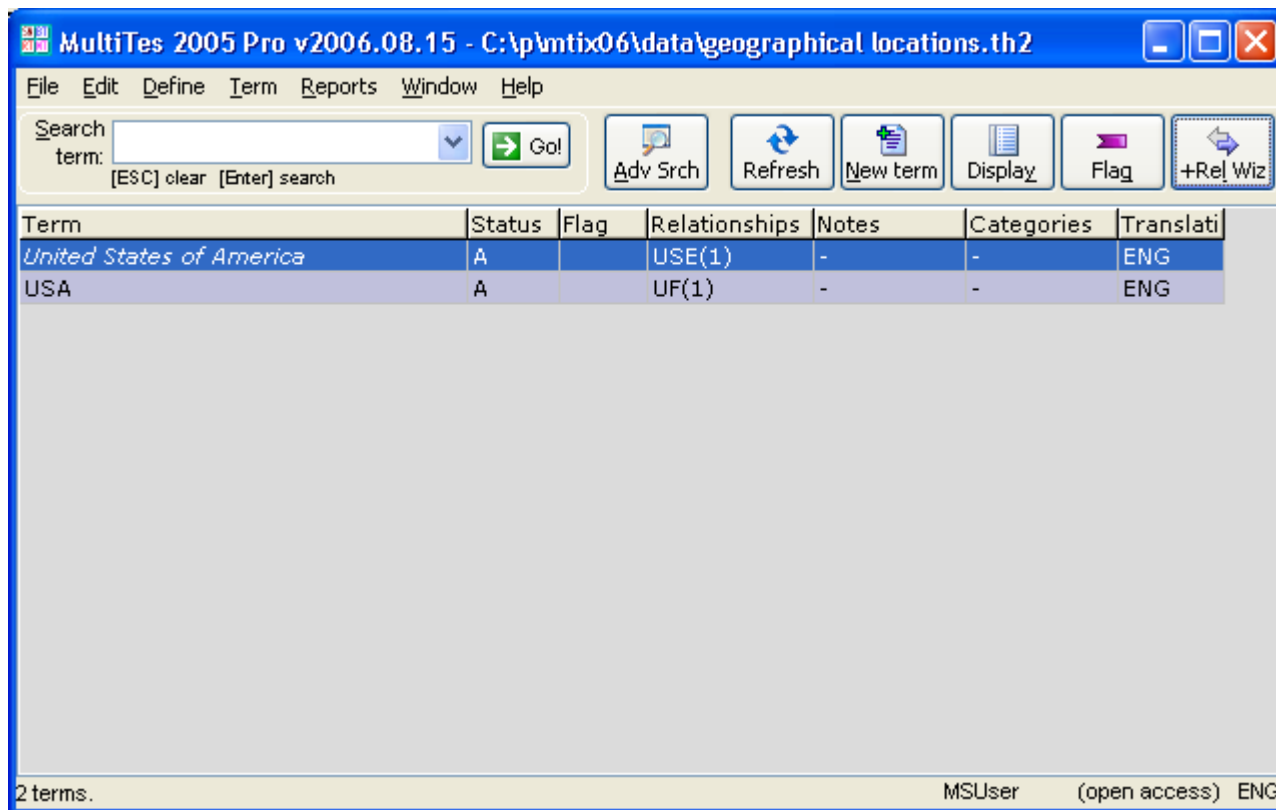 MultiTes 2005 Pro v2006.08.15 - C:\p\mtix06\data\geographical locations.th2
File Edit Define Term Reports Window Help
Search term:
Go!
[ESC] clear [Enter] search
Adv Srch
Refresh
New term
Display
Flag
+Rel Wiz
Term Status Flag Relationships Notes Categories Translati
United States of America A USE(1) - - ENG
USA A UF(1) - - ENG
2 terms. MSUser (open access) ENG